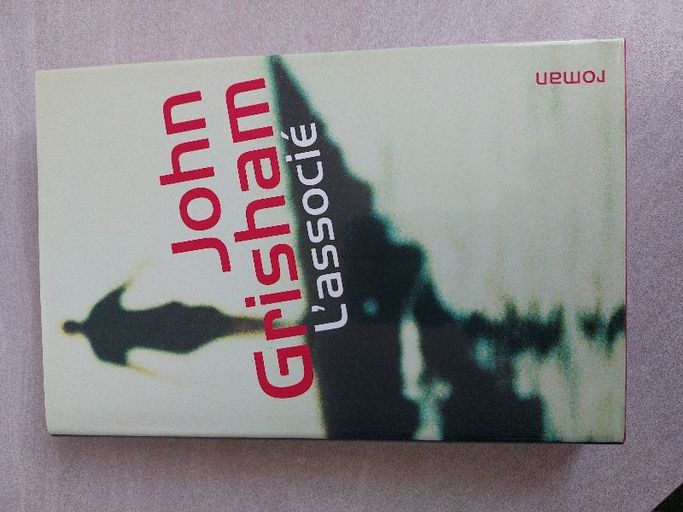 John
Grisham
L'associé
roman